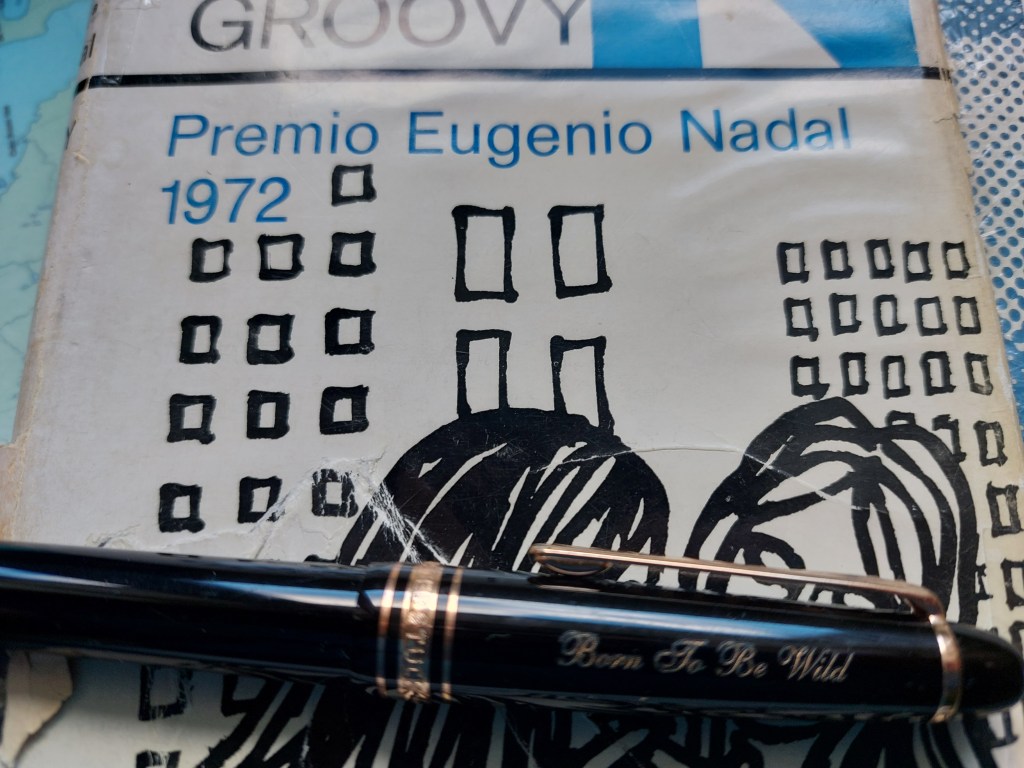 GROOVY
Premio Eugenio Nadal
1972
Born To Be Wild